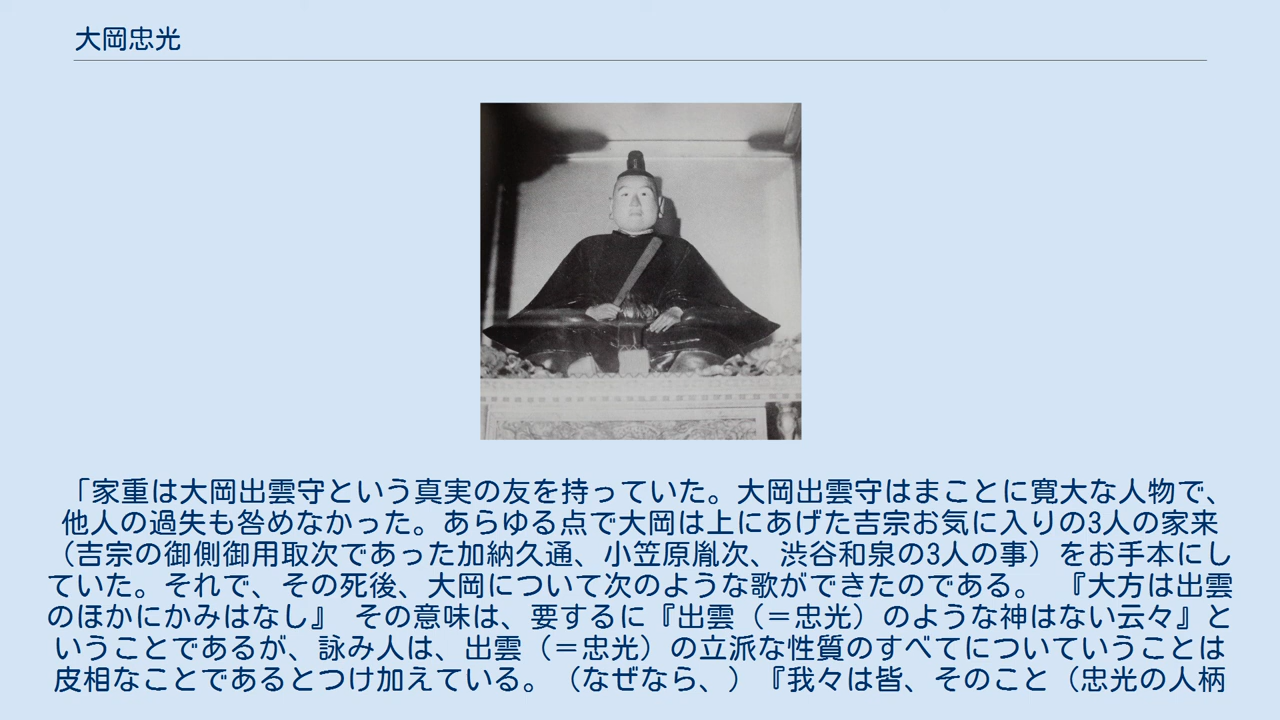 大岡忠光
「家重は大岡出雲守という真実の友を持っていた。大岡出雲守はまことに寛大な人物で、
他人の過失も咎めなかった。あらゆる点で大岡は上にあげた吉宗お気に入りの3人の家来
（吉宗の御側御用取次であった加納久通、小笠原胤次、渋谷和泉の3人の事）をお手本にし
ていた。それで、その死後、大岡について次のような歌ができたのである。　『大方は出雲
のほかにかみはなし』　その意味は、要するに『出雲（＝忠光）のような神はない云々』と
いうことであるが、詠み人は、出雲（＝忠光）の立派な性質のすべてについていうことは
皮相なことであるとつけ加えている。（なぜなら、）『我々は皆、そのこと（忠光の人柄